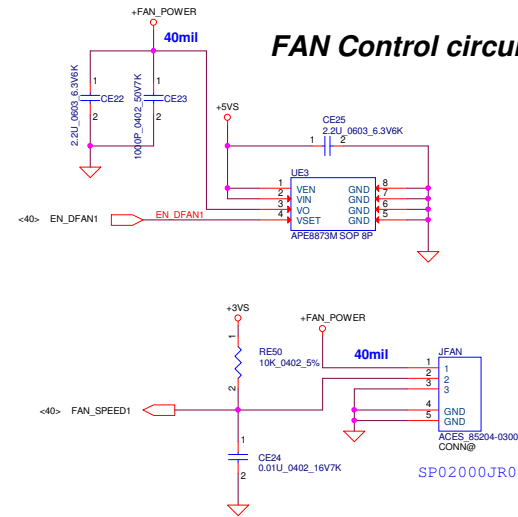 +FAN_POWER
40mil
FAN Control circui
1
CE22
2
2.2U_0603_6.3V6K
1
CE23
2
1000P_0402_50V7K
+5VS
CE25
2.2U_0603_6.3V6K
1 2
UE3
1 VEN GND 8
2 VIN GND 7
3 VO GND 6
4 VSET GND 5
APE8873M SOP 8P
<40> EN_DFAN1 EN_DFAN1
+3VS
+FAN_POWER
1
RE50
10K_0402_5%
2
40mil
JFAN
1 1
2 2
3 3
4 GND
5 GND
ACES_85204-0300
CONN@
<40> FAN_SPEED1
1
CE24
0.01U_0402_16V7K
2
SP02000JR0